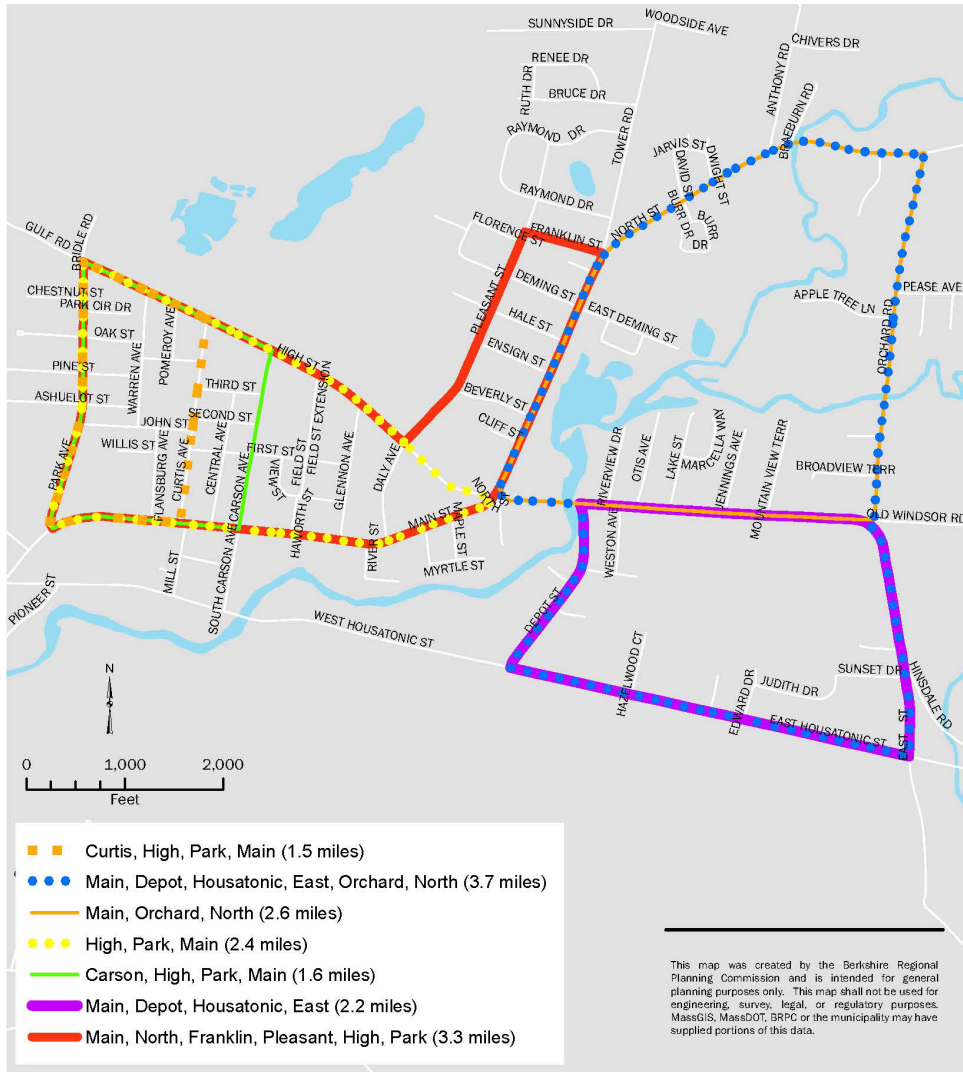 SUNNYSIDE DR
WOODSIDE AVE
CHIVERS DR
RENEE DR
RUTH DR
BRUCE DR
ANTHONY RD
BRAEBURN RD
RAYMOND DR
TOWER RD
JARVIS ST
DAVID ST
DWIGHT ST
RAYMOND DR
BURR DR
BURR DR
NORTH ST
FLORENCE ST
FRANKLIN ST
GULF RD
BRIDLE RD
CHESTNUT ST
PARK CIR DR
DEMING ST
EAST DEMING ST
PLEASANT ST
APPLE TREE LN
PEASE AVE
ORCHARD RD
OAK ST
WARREN AVE
POMEROY AVE
HALE ST
HIGH ST
ENSIGN ST
PINE ST
THIRD ST
FIELD ST EXTENSION
ASHUELOT ST
BEVERLY ST
SECOND ST
JOHN ST
CLIFF ST
WILLIS ST
FIRST ST
PARK AVE
PLANSBURG AVE
CURTIS AVE
CENTRAL AVE
CARSON AVE
VIEW ST
FIELD ST
HAWORTH ST
GLENNON AVE
DALY AVE
NORTH ST
RIVERVIEW DR
OTIS AVE
LAKE ST
MARCELLA WAY
JENNINGS AVE
MOUNTAIN VIEW TERR
BROADVIEW TERR
OLD WINDSOR RD
MAIN ST
MAPLE ST
MYRTLE ST
RIVER ST
MILL ST
SOUTH CARSON AVE
WESTON AVE
PIONEER ST
WEST HOUSATONIC ST
DEPOT ST
HAZELWOOD CT
EDWARD DR
JUDITH DR
SUNSET DR
HINSDALE RD
EAST HOUSATONIC ST
EAST ST
N
0 1,000 2,000
Feet
Curtis, High, Park, Main (1.5 miles)
Main, Depot, Housatonic, East, Orchard, North (3.7 miles)
Main, Orchard, North (2.6 miles)
High, Park, Main (2.4 miles)
Carson, High, Park, Main (1.6 miles)
Main, Depot, Housatonic, East (2.2 miles)
Main, North, Franklin, Pleasant, High, Park (3.3 miles)
This map was created by the Berkshire Regional
Planning Commission and is intended for general
planning purposes only. This map shall not be used for
engineering, survey, legal, or regulatory purposes.
MassGIS, MassDOT, BRPC or the municipality may have
supplied portions of this data.